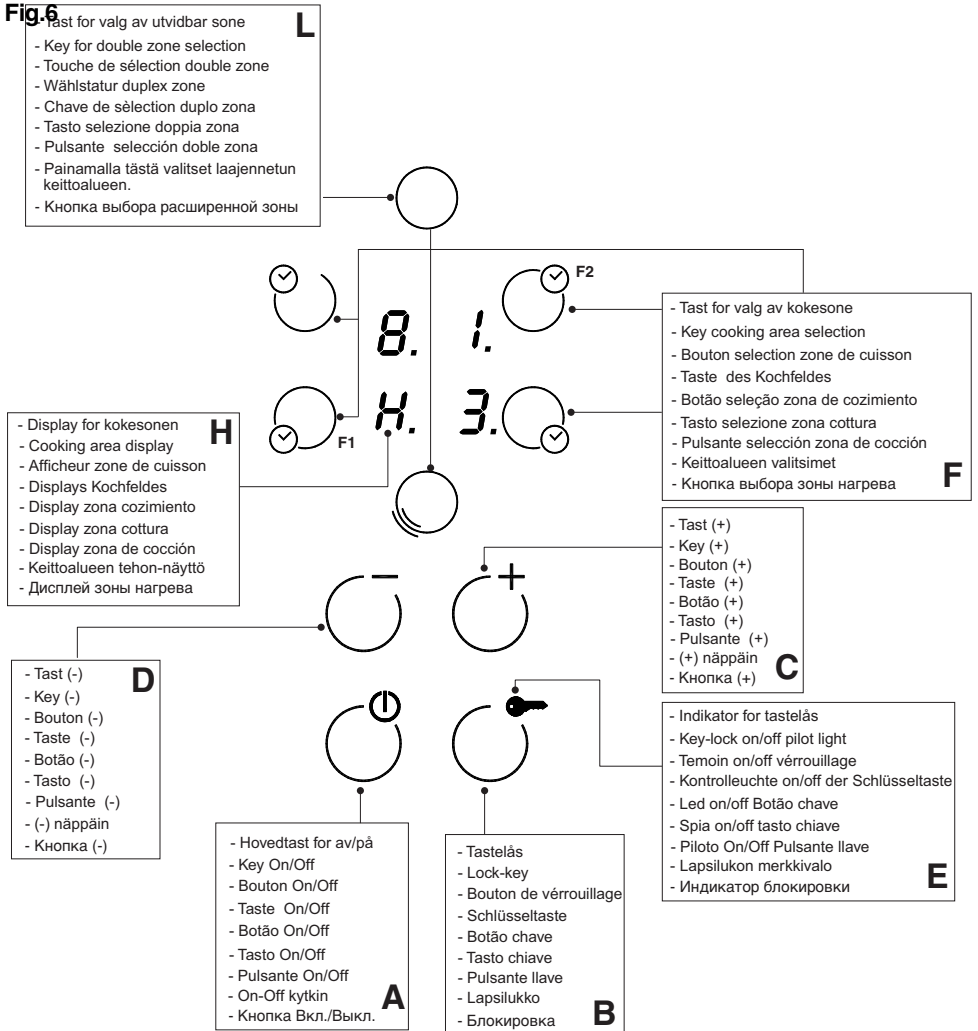 Fig.6
- Tast for valg av utvidbar sone
- Key for double zone selection
- Touche de sélection double zone
- Wählstatur duplex zone
- Chave de sèlection duplo zona
- Tasto selezione doppia zona
- Pulsante selección doble zona
- Painamalla tästä valitset laajennetun
keittoalueen.
- Кнопка выбора расширенной зоны
L
F2
8. 1.
H. 3.
F1
- Tast for valg av kokesone
- Key cooking area selection
- Bouton selection zone de cuisson
- Taste des Kochfeldes
- Botão seleção zona de cozimiento
- Tasto selezione zona cottura
- Pulsante selección zona de cocción
- Keittoalueen valitsimet
- Кнопка выбора зоны нагрева
F
- Display for kokesonen
- Cooking area display
- Afficheur zone de cuisson
- Displays Kochfeldes
- Display zona cozimiento
- Display zona cottura
- Display zona de cocción
- Keittoalueen tehon-näyttö
- Дисплей зоны нагрева
H
- Tast (+)
- Key (+)
- Bouton (+)
- Taste (+)
- Botão (+)
- Tasto (+)
- Pulsante (+)
- (+) näppäin
- Кнопка (+)
C
- Tast (-)
- Key (-)
- Bouton (-)
- Taste (-)
- Botão (-)
- Tasto (-)
- Pulsante (-)
- (-) näppäin
- Кнопка (-)
D
- Indikator for tastelås
- Key-lock on/off pilot light
- Temoin on/off vérrouillage
- Kontrolleuchte on/off der Schlüsseltaste
- Led on/off Botão chave
- Spia on/off tasto chiave
- Piloto On/Off Pulsante llave
- Lapsilukon merkkivalo
- Индикатор блокировки
E
- Hovedtast for av/på
- Key On/Off
- Bouton On/Off
- Taste On/Off
- Botão On/Off
- Tasto On/Off
- Pulsante On/Off
- On-Off kytkin
- Кнопка Вкл./Выкл.
A
- Tastelås
- Lock-key
- Bouton de vérrouillage
- Schlüsseltaste
- Botão chave
- Tasto chiave
- Pulsante llave
- Lapsilukko
- Блокировка
B